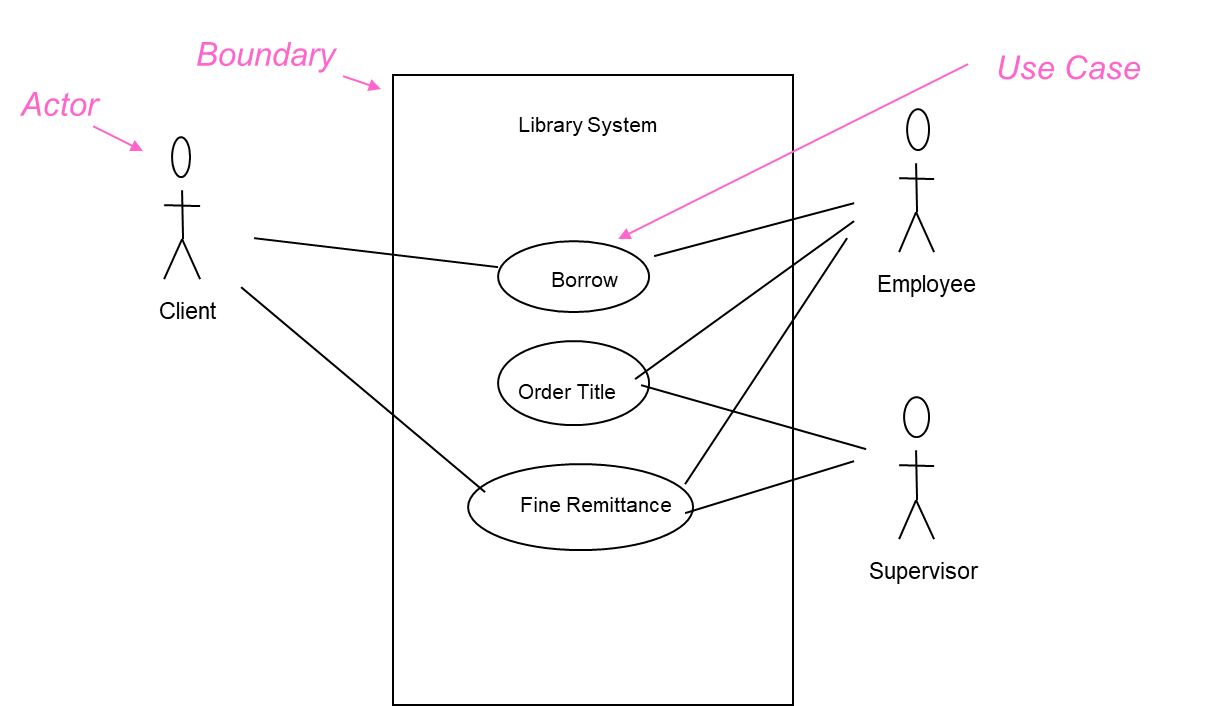 Boundary
Use Case
Actor
Library System
Borrow
Employee
Client
Order Title
Fine Remittance
Supervisor